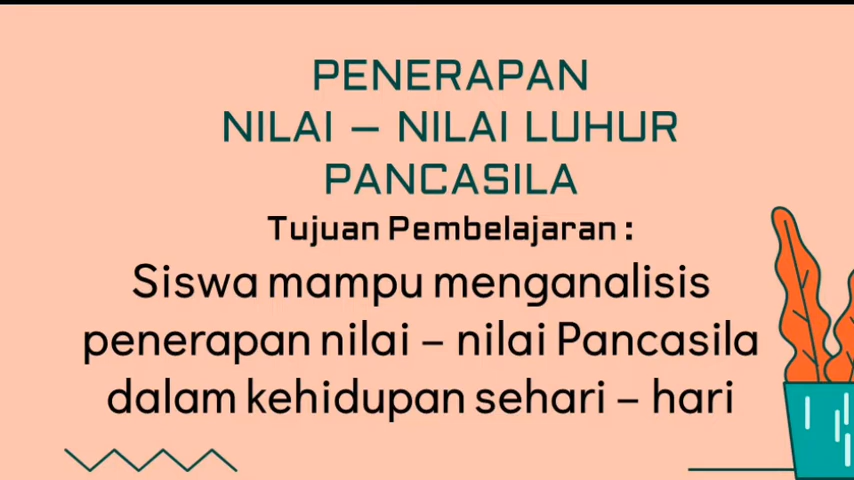 PENERAPAN
NILAI – NILAI LUHUR
PANCASILA
Tujuan Pembelajaran :
Siswa mampu menganalisis
penerapan nilai – nilai Pancasila
dalam kehidupan sehari – hari